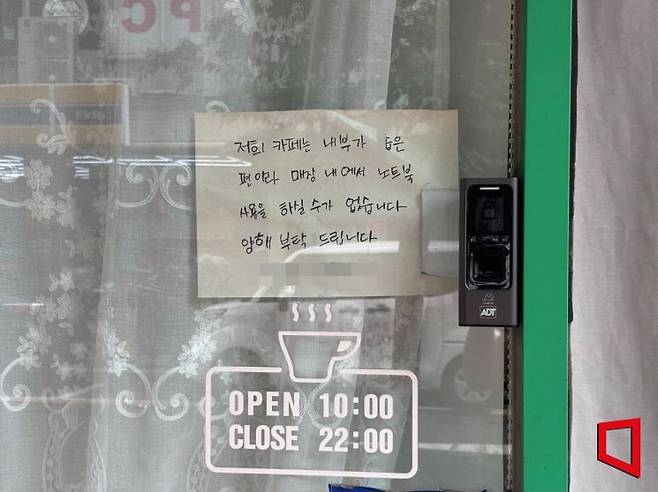 저희 카페는 내부가 좁은
편이라 매장 내에서 노트북
사용을 하실 수가 없습니다
양해 부탁 드립니다
ADT
OPEN 10:00
CLOSE 22:00